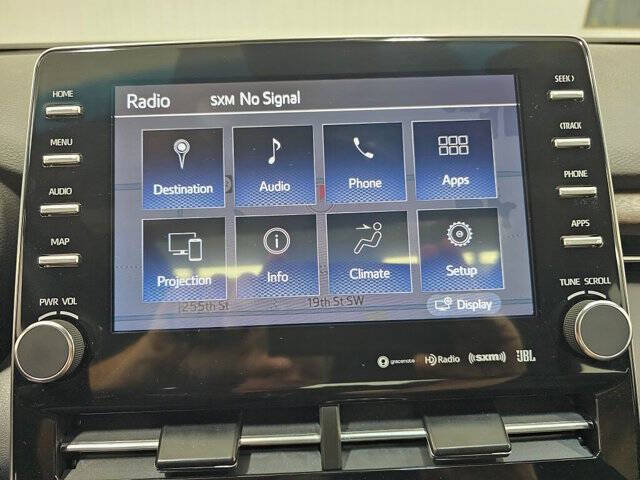 HOME
MENU
AUDIO
MAP
PWR VOL
Radio SXM No Signal
Destination Audio Phone Apps
Projection Info Climate Setup
19th St SW
Display
SEEK >
< TRACK
PHONE
APPS
TUNE SCROLL
gracenote HD Radio ((SXM)) JBL